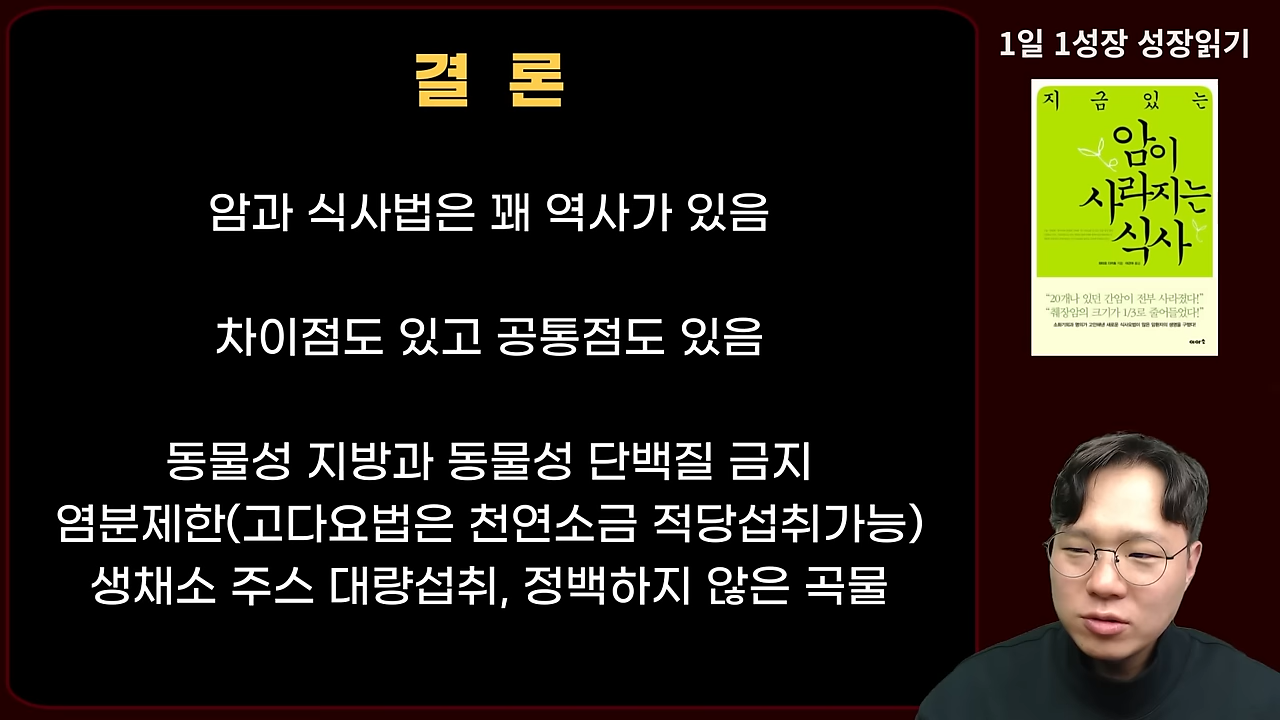 결 론
암과 식사법은 꽤 역사가 있음
차이점도 있고 공통점도 있음
동물성 지방과 동물성 단백질 금지
염분제한(고다요법은 천연소금 적당섭취가능)
생채소 주스 대량섭취, 정백하지 않은 곡물
1일 1성장 성장읽기
지금있는
암이
사라지는
식사
“20개나 있던 간암이 전부 사라졌다!”
“췌장암의 크기가 1/3로 줄어들었다!”